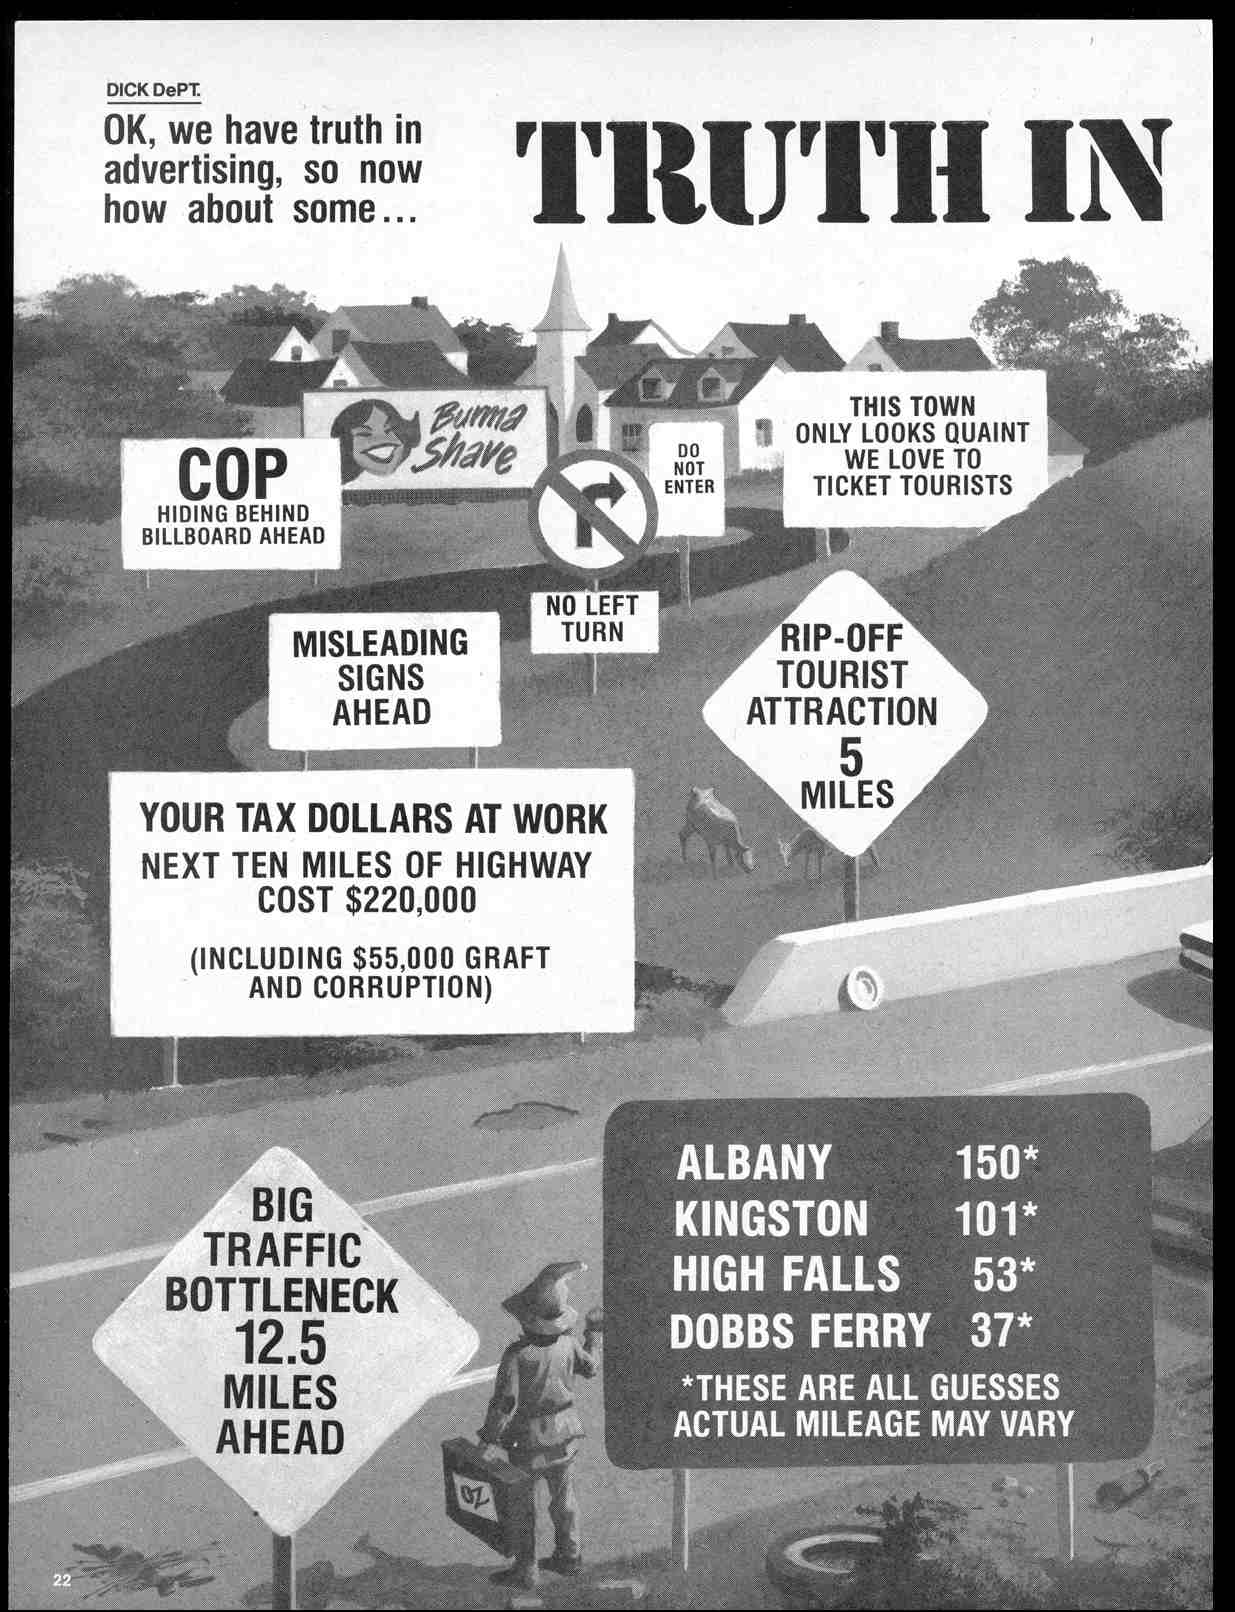 DICK DePT.
OK, we have truth in
advertising, so now
how about some...
TRUTH IN
Burma
Shave
COP
HIDING BEHIND
BILLBOARD AHEAD
DO
NOT
ENTER
THIS TOWN
ONLY LOOKS QUAINT
WE LOVE TO
TICKET TOURISTS
NO LEFT
TURN
MISLEADING
SIGNS
AHEAD
RIP-OFF
TOURIST
ATTRACTION
5
MILES
YOUR TAX DOLLARS AT WORK
NEXT TEN MILES OF HIGHWAY
COST $220,000
(INCLUDING $55,000 GRAFT
AND CORRUPTION)
ALBANY 150*
KINGSTON 101*
HIGH FALLS 53*
DOBBS FERRY 37*
*THESE ARE ALL GUESSES
ACTUAL MILEAGE MAY VARY
BIG
TRAFFIC
BOTTLENECK
12.5
MILES
AHEAD
OZ
22